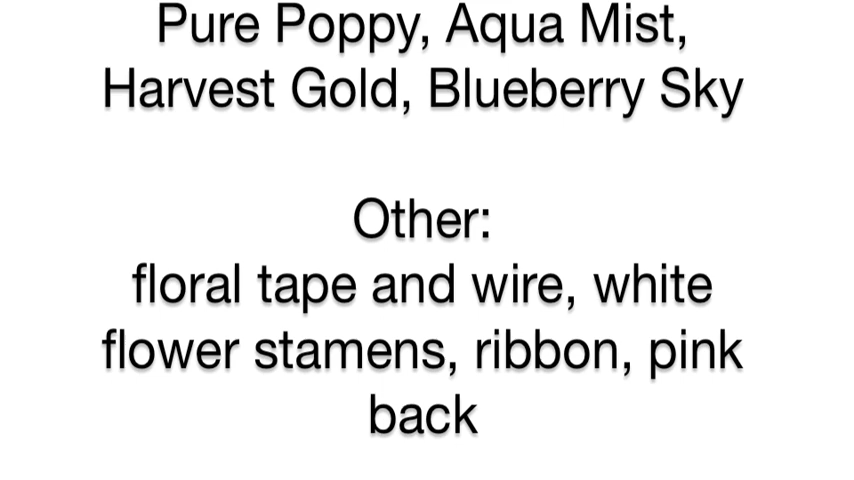 Pure Poppy, Aqua Mist,
Harvest Gold, Blueberry Sky
Other:
floral tape and wire, white
flower stamens, ribbon, pink
back